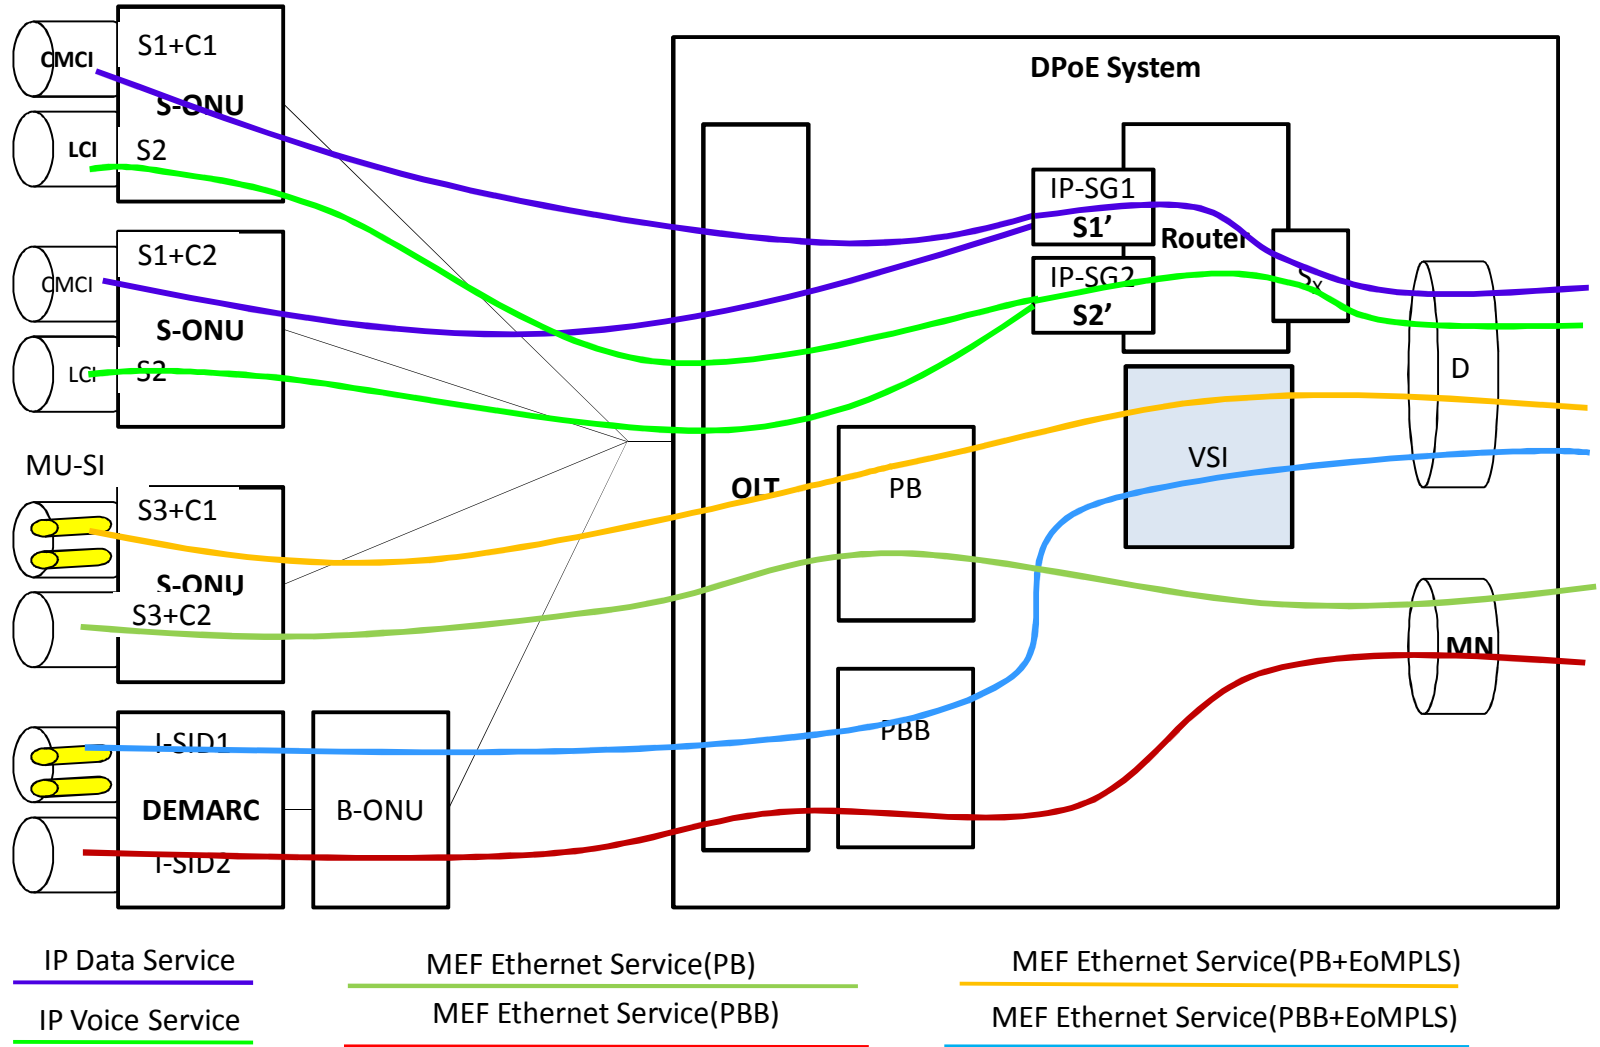 CMCI
S1+C1
S-ONU
LCI
S2
CMCI
S1+C2
S-ONU
LCI
S2
MU-SI
S3+C1
S-ONU
S3+C2
I-SID1
DEMARC
I-SID2
B-ONU
DPoE System
OLT
IP-SG1
S1’
Router
IP-SG2
S2’
Sx
D
VSI
PB
MN
PBB
IP Data Service
MEF Ethernet Service(PB)
MEF Ethernet Service(PB+EoMPLS)
IP Voice Service
MEF Ethernet Service(PBB)
MEF Ethernet Service(PBB+EoMPLS)